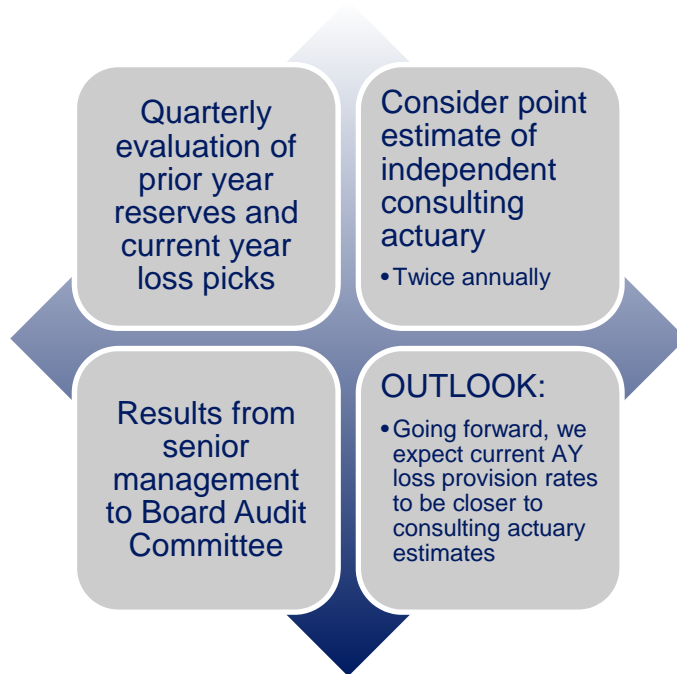 Quarterly
evaluation of
prior year
reserves and
current year
loss picks
Consider point
estimate of
independent
consulting
actuary
•Twice annually
Results from
senior
management
to Board Audit
Committee
OUTLOOK:
•Going forward, we
expect current AY
loss provision rates
to be closer to
consulting actuary
estimates